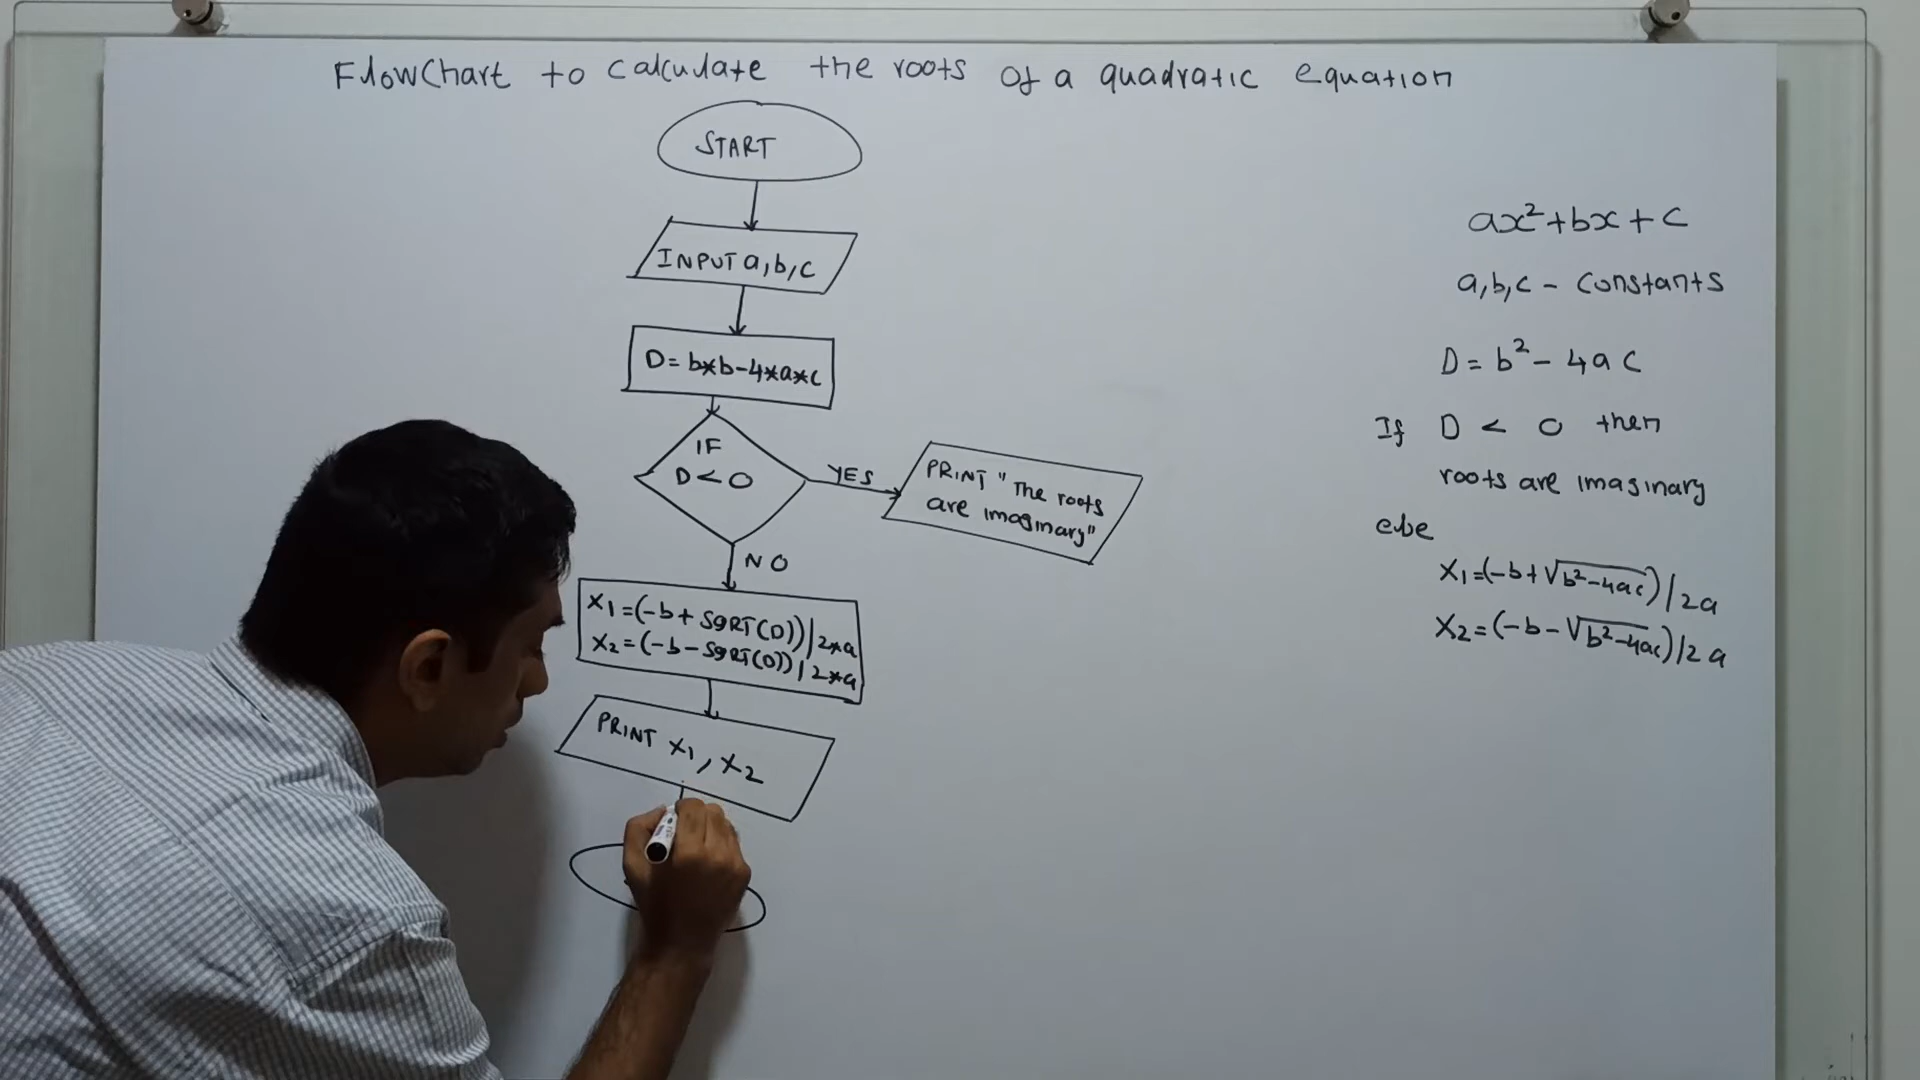 Flowchart to calculate the roots of a quadratic equation
START
INPUT a,b,c
D= b*b-4*a*c
IF
D<0
YES
PRINT "The roots
are imaginary"
NO
X1=(-b+SQRT(D))/2*a
X2=(-b-SQRT(D))/2*a
PRINT X1, X2
ax²+bx+c
a,b,c - constants
D = b² - 4ac
If D < 0 then
roots are imaginary
else
X1=(-b+√b²-4ac)/2a
X2=(-b-√b²-4ac)/2a